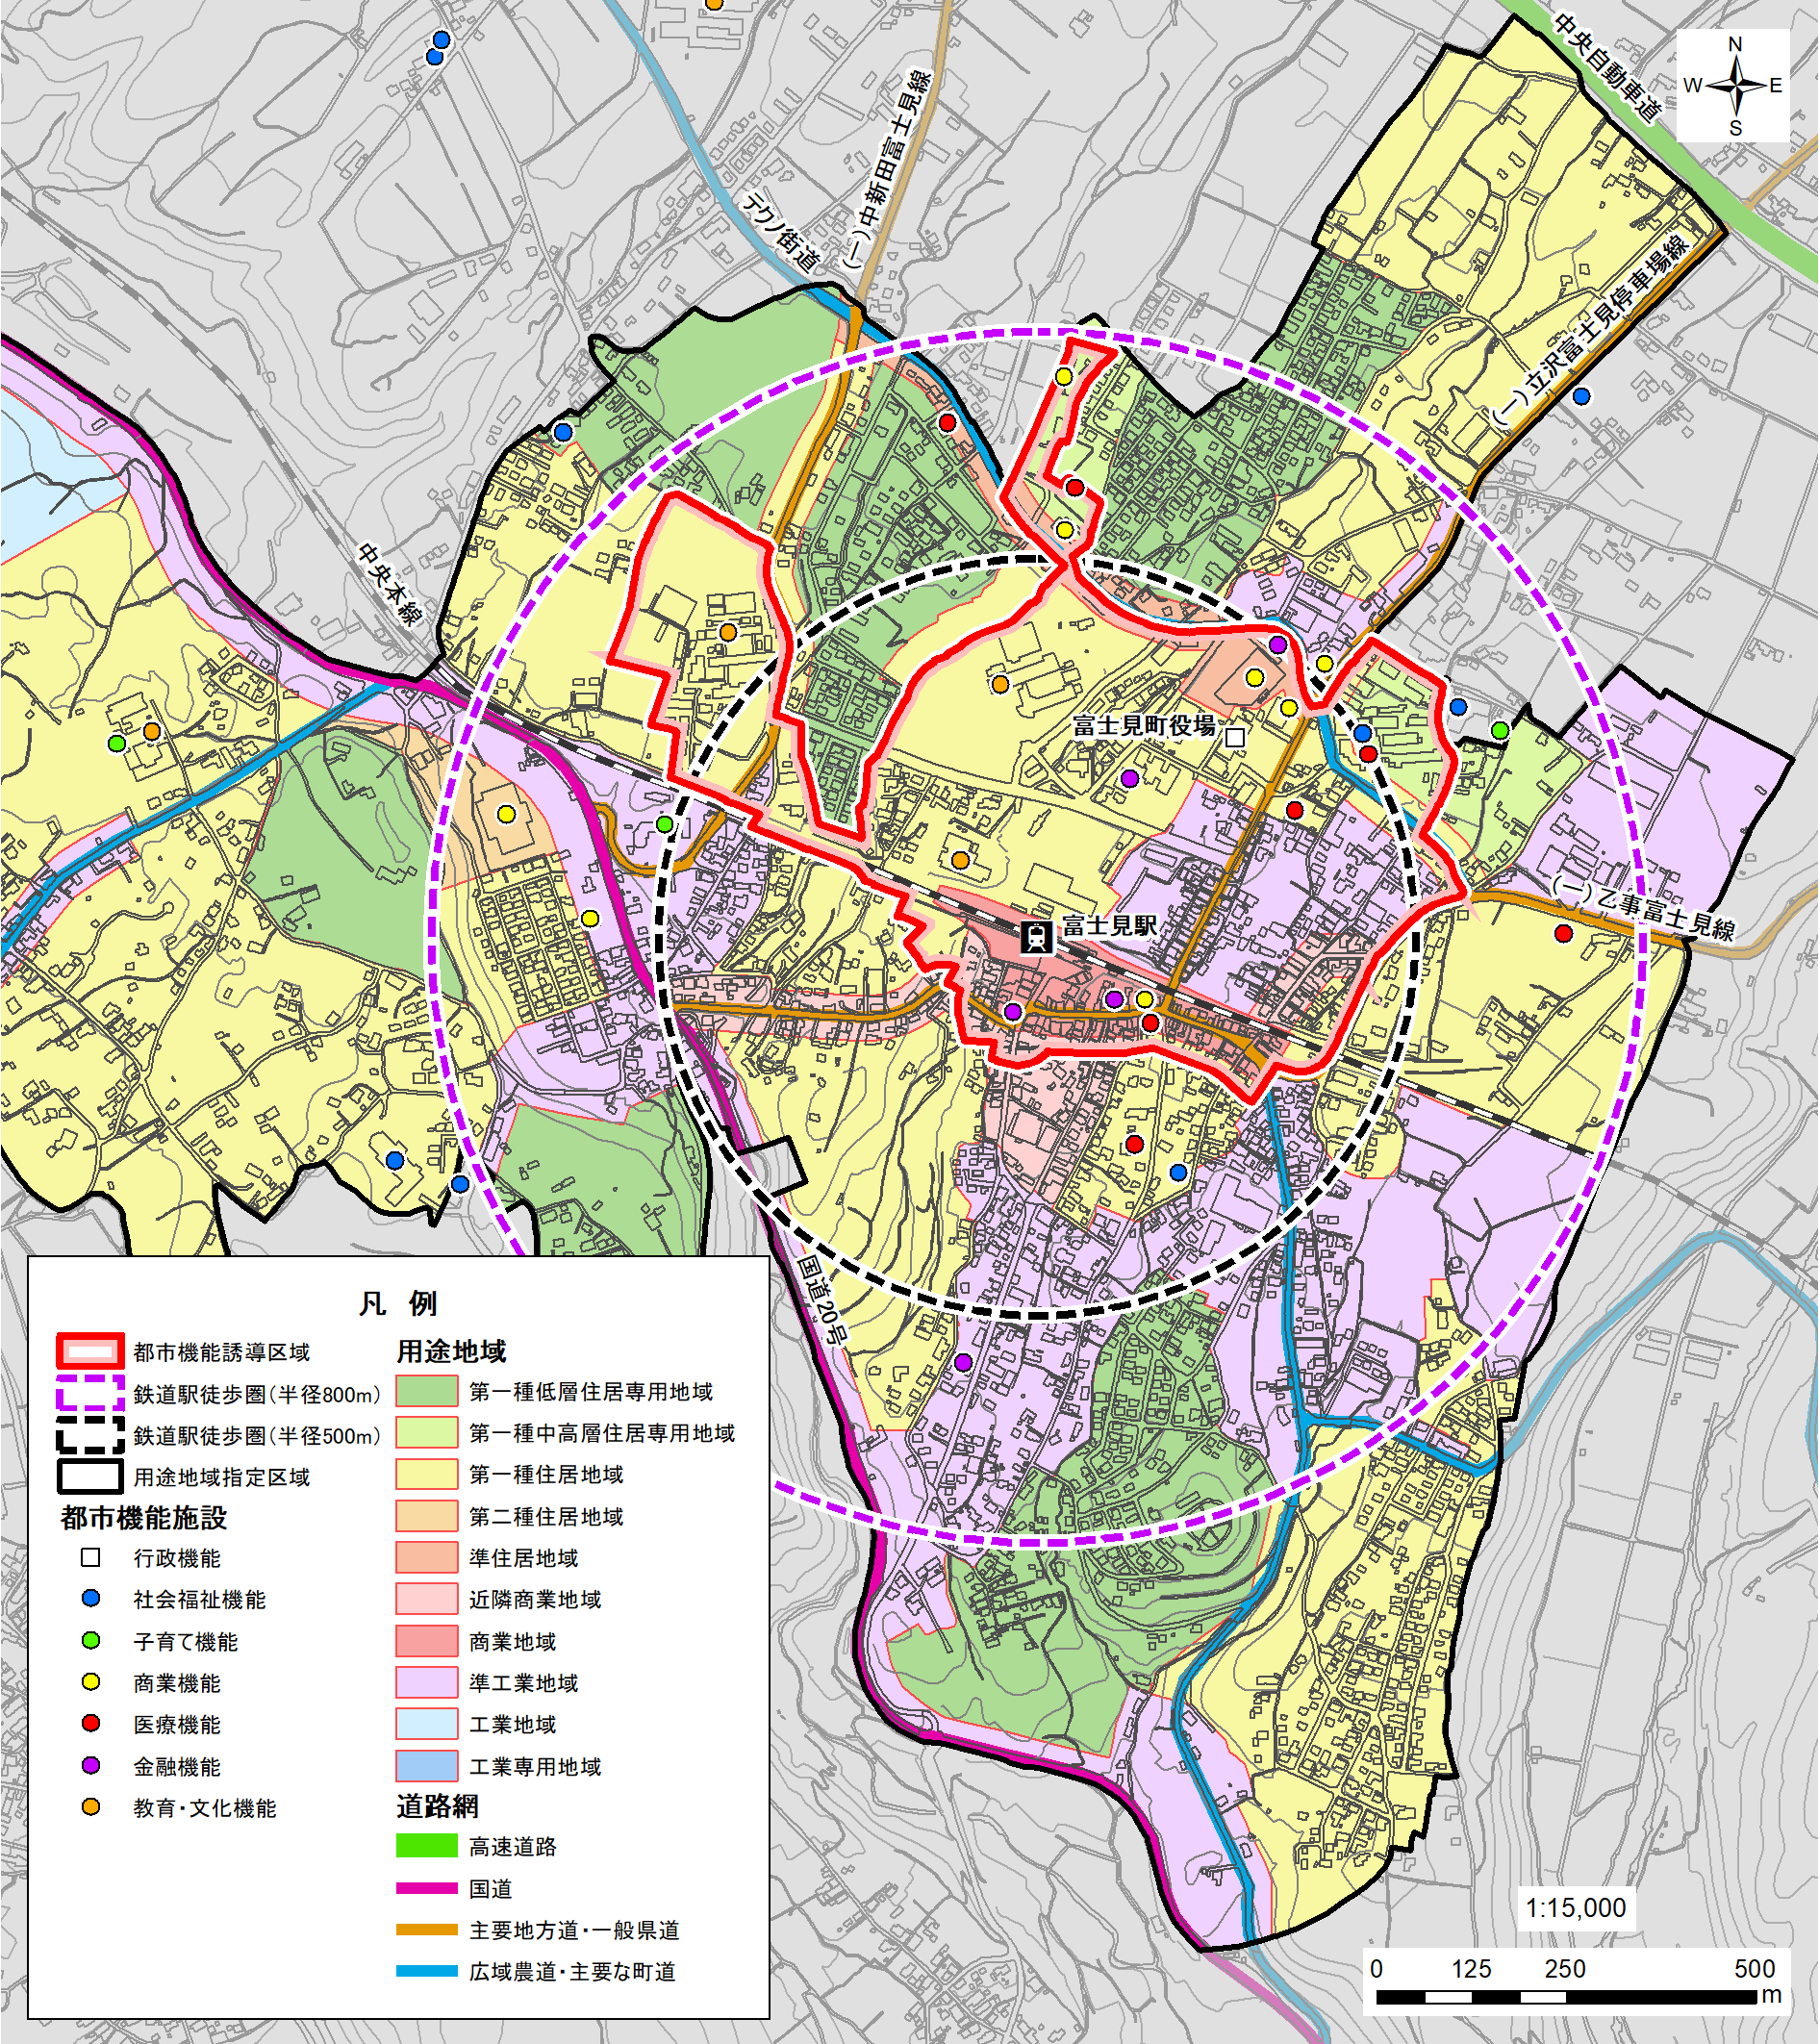 中央自動車道
N
W E
S
(一)中新田富士見線
テクノ街道
(一)立沢富士見停車場線
中央本線
富士見町役場
(一)乙事富士見線
富士見駅
国道20号
凡 例
都市機能誘導区域
鉄道駅徒歩圏(半径800m)
鉄道駅徒歩圏(半径500m)
用途地域指定区域
都市機能施設
行政機能
社会福祉機能
子育て機能
商業機能
医療機能
金融機能
教育・文化機能
用途地域
第一種低層住居専用地域
第一種中高層住居専用地域
第一種住居地域
第二種住居地域
準住居地域
近隣商業地域
商業地域
準工業地域
工業地域
工業専用地域
道路網
高速道路
国道
主要地方道・一般県道
広域農道・主要な町道
1:15,000
0 125 250 500
m